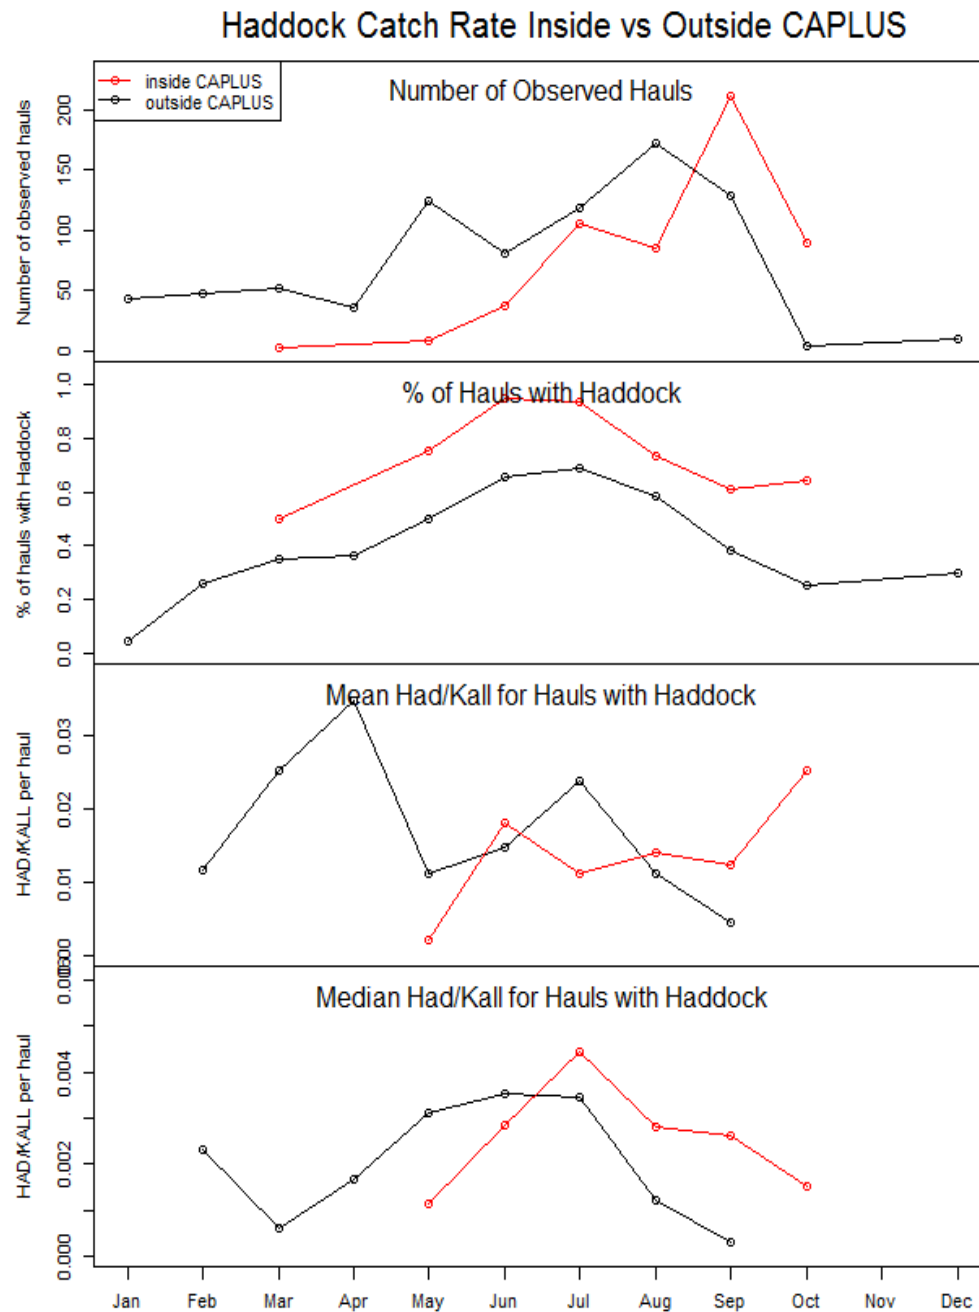 Haddock Catch Rate Inside vs Outside CAPLUS
inside CAPLUS
outside CAPLUS
Number of Observed Hauls
Number of observed hauls
200
150
100
50
0
% of Hauls with Haddock
% of hauls with Haddock
1.0
0.8
0.6
0.4
0.2
0.0
Mean Had/Kall for Hauls with Haddock
HAD/KALL per haul
0.03
0.02
0.01
0.00
Median Had/Kall for Hauls with Haddock
HAD/KALL per haul
0.006
0.004
0.002
0.000
Jan Feb Mar Apr May Jun Jul Aug Sep Oct Nov Dec